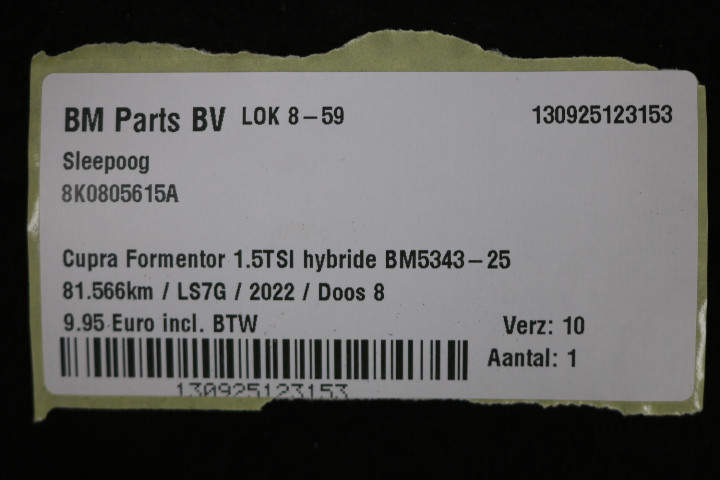 BM Parts BV LOK 8-59 130925123153
Sleepoog
8K0805615A
Cupra Formentor 1.5TSI hybride BM5343-25
81.566km / LS7G / 2022 / Doos 8
9.95 Euro incl. BTW Verz: 10
Aantal: 1
130925123153